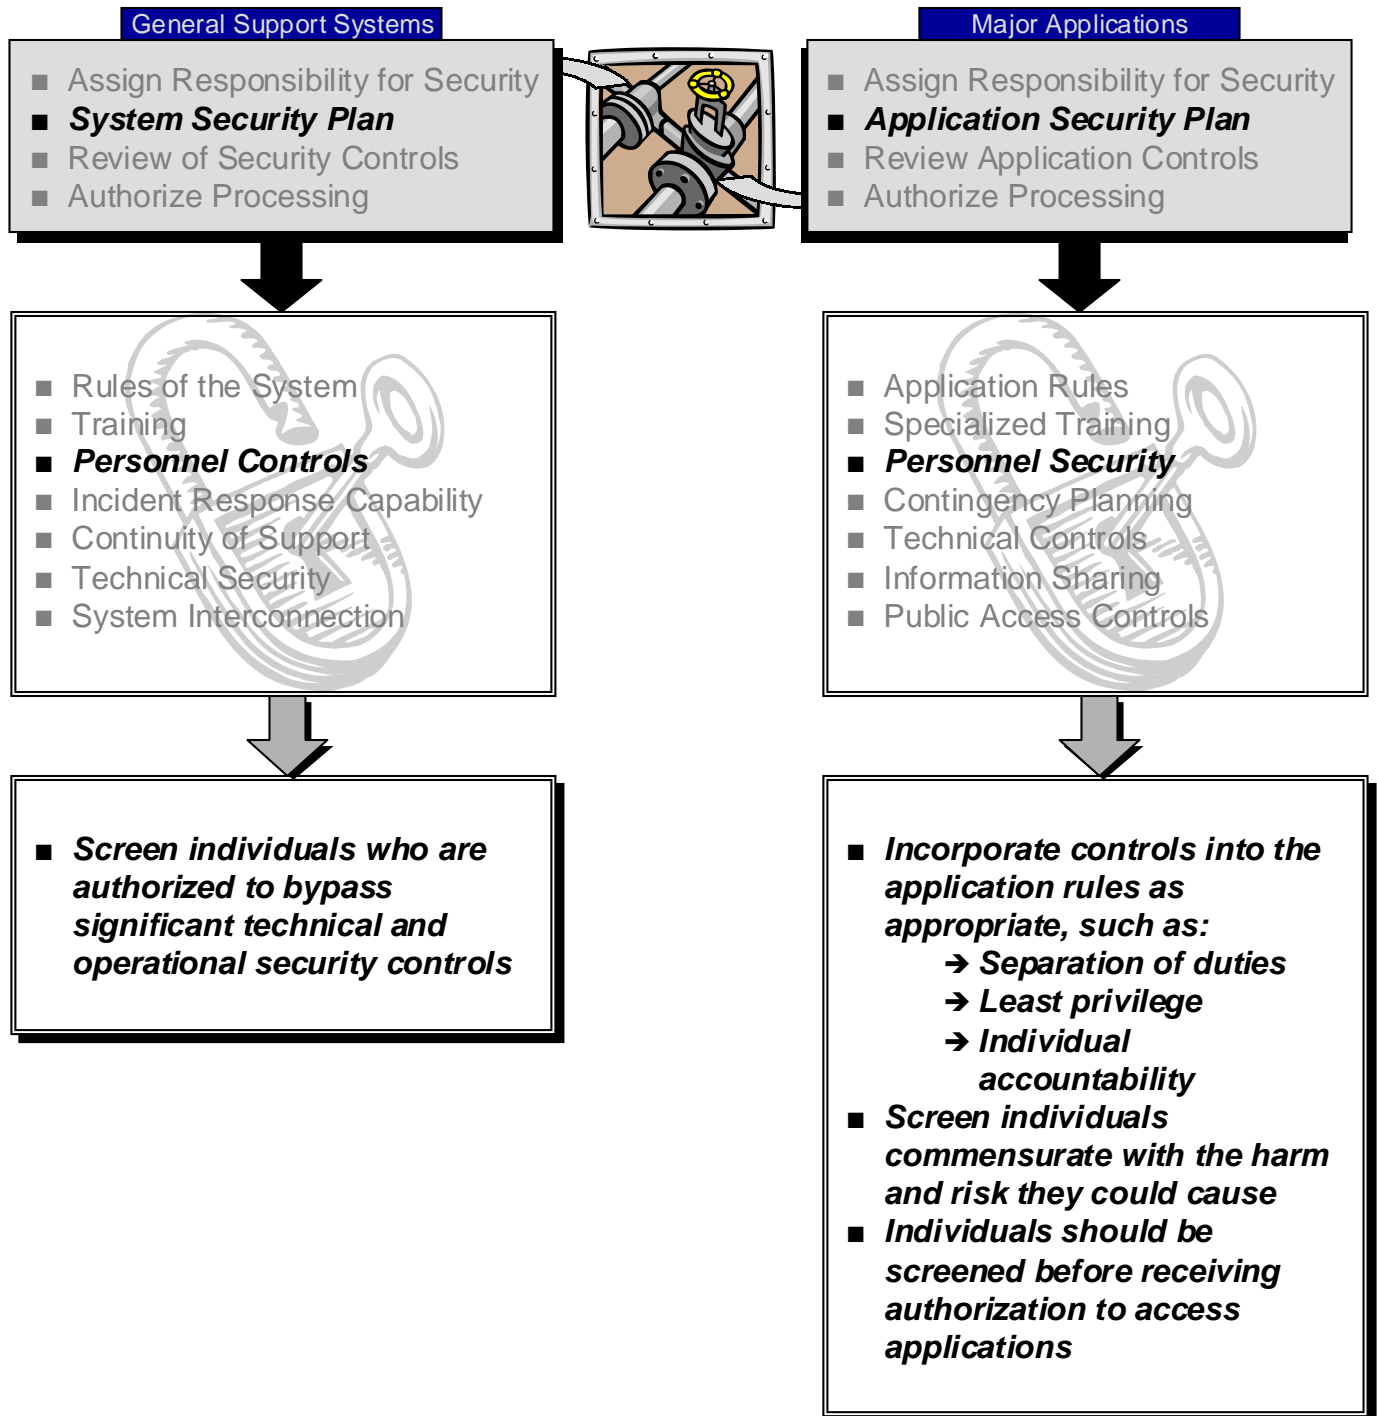 General Support Systems
■ Assign Responsibility for Security
■ System Security Plan
■ Review of Security Controls
■ Authorize Processing
■ Rules of the System
■ Training
■ Personnel Controls
■ Incident Response Capability
■ Continuity of Support
■ Technical Security
■ System Interconnection
■ Screen individuals who are
authorized to bypass
significant technical and
operational security controls
Major Applications
■ Assign Responsibility for Security
■ Application Security Plan
■ Review Application Controls
■ Authorize Processing
■ Application Rules
■ Specialized Training
■ Personnel Security
■ Contingency Planning
■ Technical Controls
■ Information Sharing
■ Public Access Controls
■ Incorporate controls into the
application rules as
appropriate, such as:
➔ Separation of duties
➔ Least privilege
➔ Individual
accountability
■ Screen individuals
commensurate with the harm
and risk they could cause
■ Individuals should be
screened before receiving
authorization to access
applications